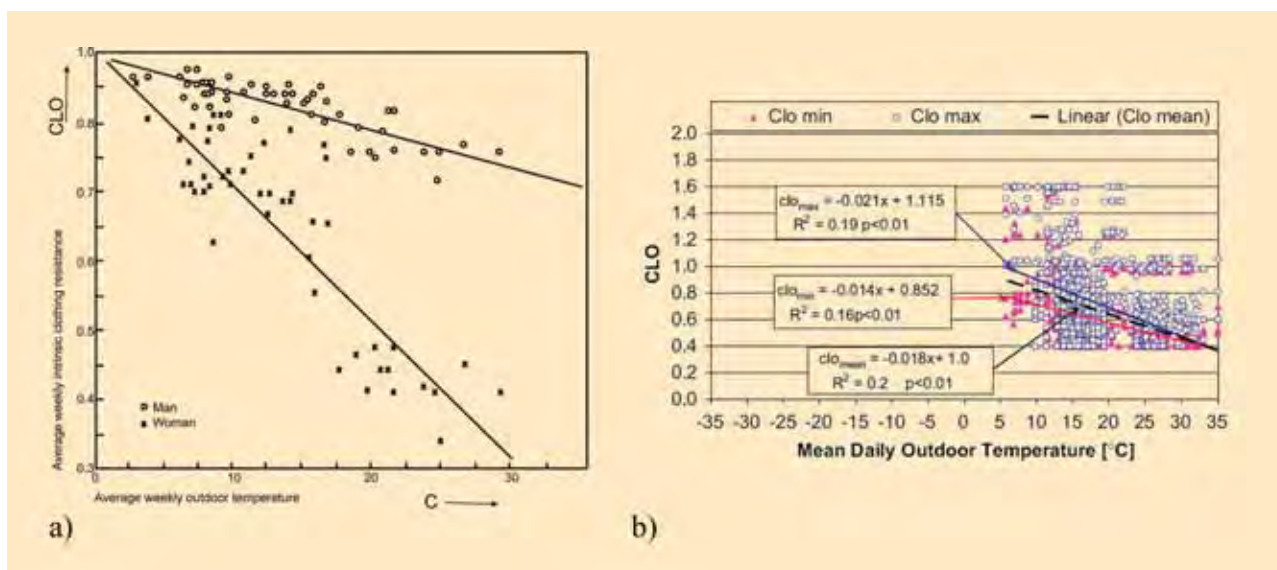 1.0
0.9
0.8
0.7
0.6
0.5
0.4
0.3
0
10
20
30
CLO
Average weekly intrinsic clothing resistance
Man
Woman
Average weekly outdoor temperature
C
a)
Clo min Clo max Linear (Clo mean)
2.0
1.8
1.6
1.4
1.2
1.0
0.8
0.6
0.4
0.2
0.0
CLO
clomax = -0.021x + 1.115
R2 = 0.19 p<0.01
clomin = -0.014x + 0.852
R2 = 0.16p<0.01
clomean = -0.018x+ 1.0
R2 = 0.2 p<0.01
-35 -30 -25 -20 -15 -10 -5 0 5 10 15 20 25 30 35
Mean Daily Outdoor Temperature [°C]
b)